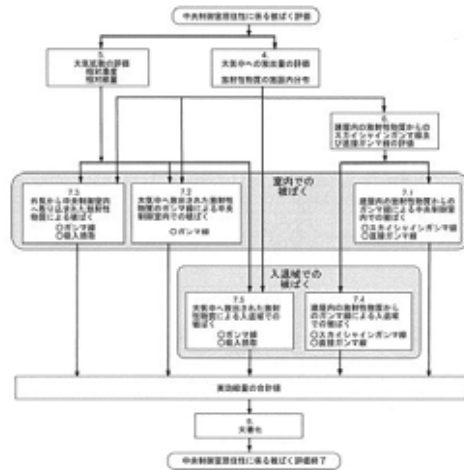 中央制御室居住性に係る被ばく評価
5.
大気拡散の評価
相対濃度
相対線量
4.
大気中への放出量の評価
放射性物質の施設内分布
6.
建屋内の放射性物質からの
スカイシャインガンマ線及
び直接ガンマ線の評価
室内での
被ばく
7.3
外気から中央制御室内
へ取り込まれた放射性
物質による被ばく
○ガンマ線
○吸入摂取
7.2
大気中へ放出された放射性
物質のガンマ線による中央
制御室内での被ばく
○ガンマ線
7.1
建屋内の放射性物質から
のガンマ線による中央制
御室内での被ばく
○スカイシャインガンマ線
○直接ガンマ線
入退域での
被ばく
7.5
大気中へ放出された放射
性物質による入退域での
被ばく
○ガンマ線
○吸入摂取
7.4
建屋内の放射性物質から
のガンマ線による入退域
での被ばく
○スカイシャインガンマ線
○直接ガンマ線
実効線量の合計値
8.
文書化
中央制御室居住性に係る被ばく評価終了